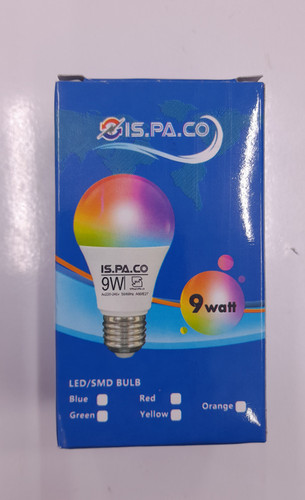 IS.PA.CO
IS.PA.CO
9W
9 watt
LED/SMD BULB
Blue Red Orange
Green Yellow